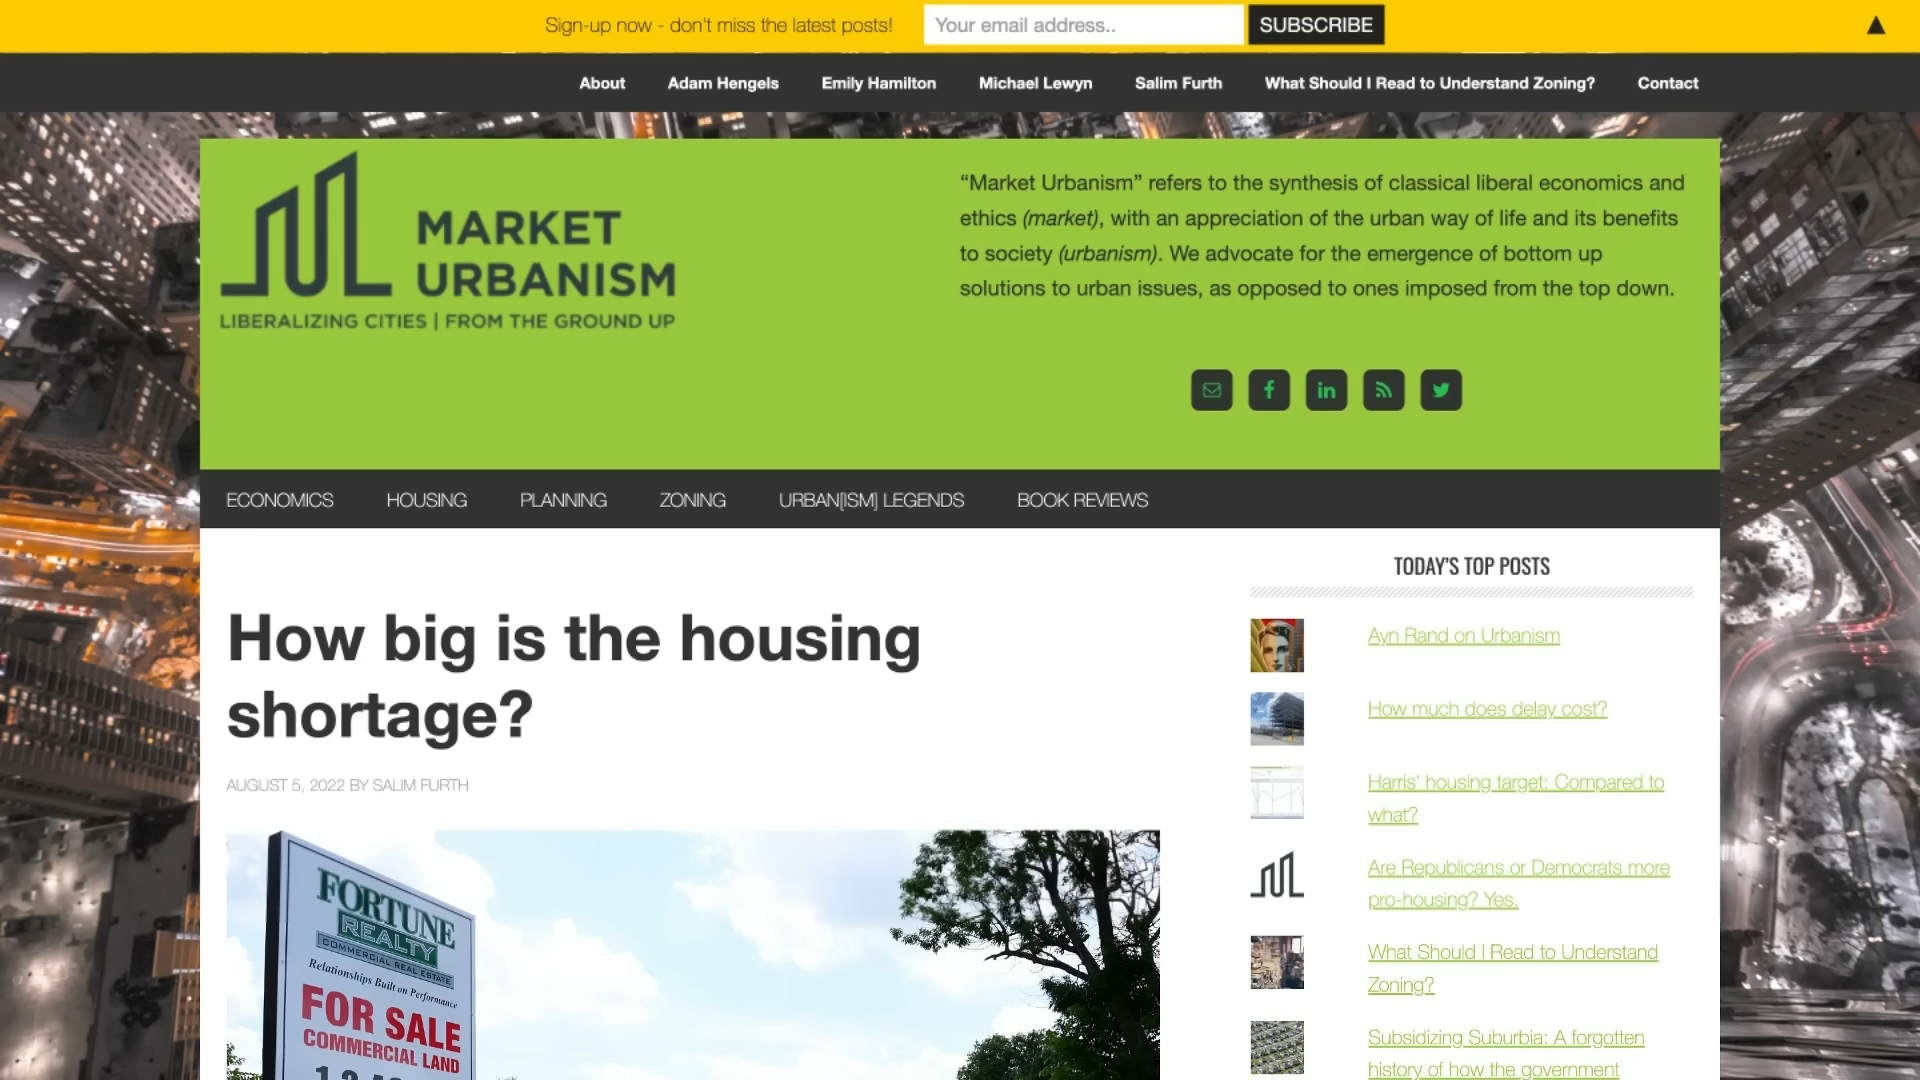 Sign-up now - don't miss the latest posts!
Your email address..
SUBSCRIBE
▲
About
Adam Hengels
Emily Hamilton
Michael Lewyn
Salim Furth
What Should I Read to Understand Zoning?
Contact
MARKET
URBANISM
LIBERALIZING CITIES | FROM THE GROUND UP
“Market Urbanism” refers to the synthesis of classical liberal economics and
ethics (market), with an appreciation of the urban way of life and its benefits
to society (urbanism). We advocate for the emergence of bottom up
solutions to urban issues, as opposed to ones imposed from the top down.
ECONOMICS
HOUSING
PLANNING
ZONING
URBAN[ISM] LEGENDS
BOOK REVIEWS
How big is the housing
shortage?
AUGUST 5, 2022 BY SALIM FURTH
FORTUNE
REALTY
COMMERCIAL REAL ESTATE
Relationships Built on Performance
FOR SALE
COMMERCIAL LAND
TODAY'S TOP POSTS
Ayn Rand on Urbanism
How much does delay cost?
Harris' housing target: Compared to
what?
Are Republicans or Democrats more
pro-housing? Yes.
What Should I Read to Understand
Zoning?
Subsidizing Suburbia: A forgotten
history of how the government